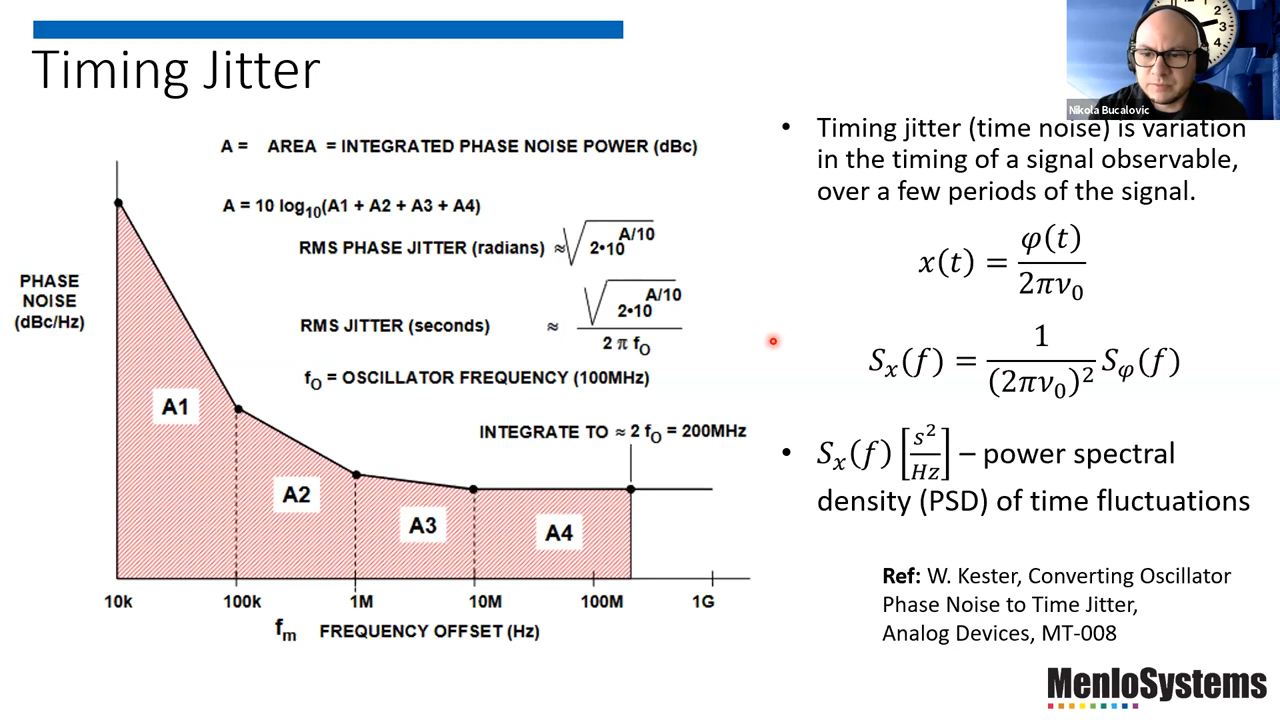 Timing Jitter
2
3
4
Nikola Bucalovic
A = AREA = INTEGRATED PHASE NOISE POWER (dBc)
A = 10 log10(A1 + A2 + A3 + A4)
RMS PHASE JITTER (radians) ≈ √2•10^A/10
RMS JITTER (seconds) ≈ √2•10^A/10 / 2 π fO
fO = OSCILLATOR FREQUENCY (100MHz)
INTEGRATE TO ≈ 2 fO = 200MHz
PHASE
NOISE
(dBc/Hz)
A1
A2
A3
A4
10k 100k 1M 10M 100M 1G
fm FREQUENCY OFFSET (Hz)
• Timing jitter (time noise) is variation
in the timing of a signal observable,
over a few periods of the signal.
x(t) = φ(t) / 2πν0
Sx(f) = 1 / (2πν0)² Sφ(f)
• Sx(f) [s²/Hz] – power spectral
density (PSD) of time fluctuations
Ref: W. Kester, Converting Oscillator
Phase Noise to Time Jitter,
Analog Devices, MT-008
MenloSystems